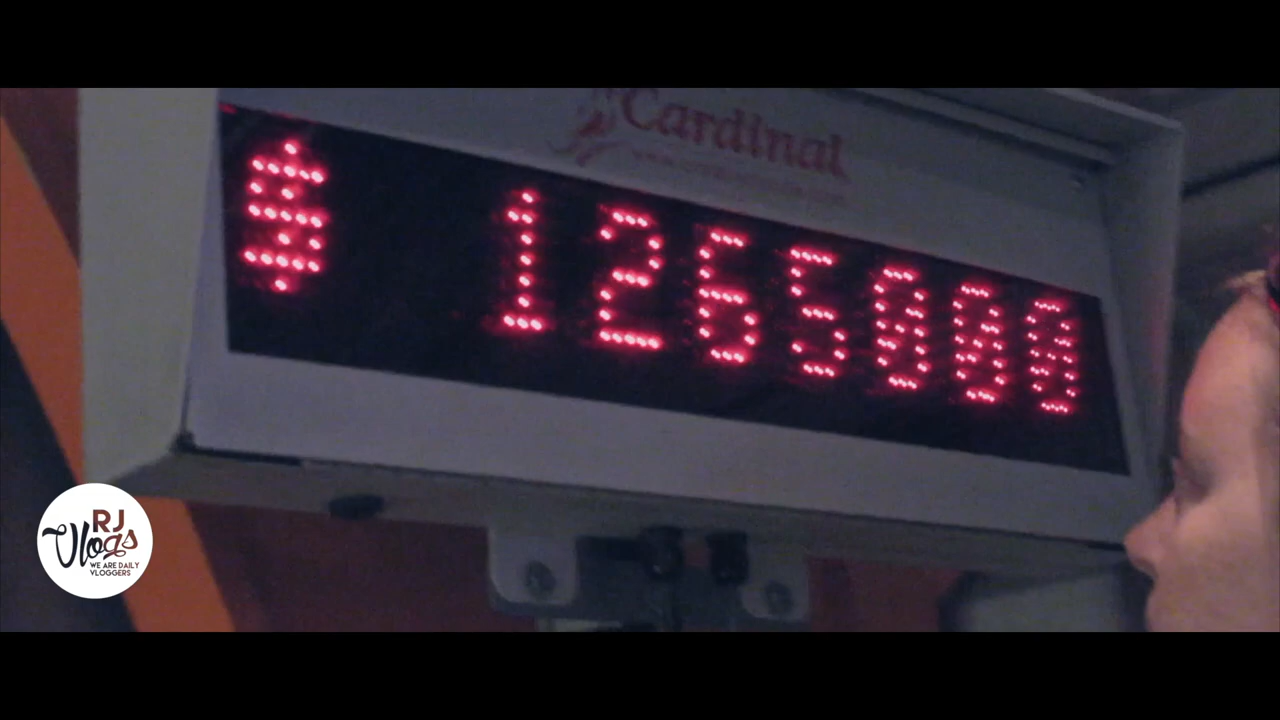 Cardinal
$ 1265000
RJ
Vlogs
WE ARE DAILY
VLOGGERS